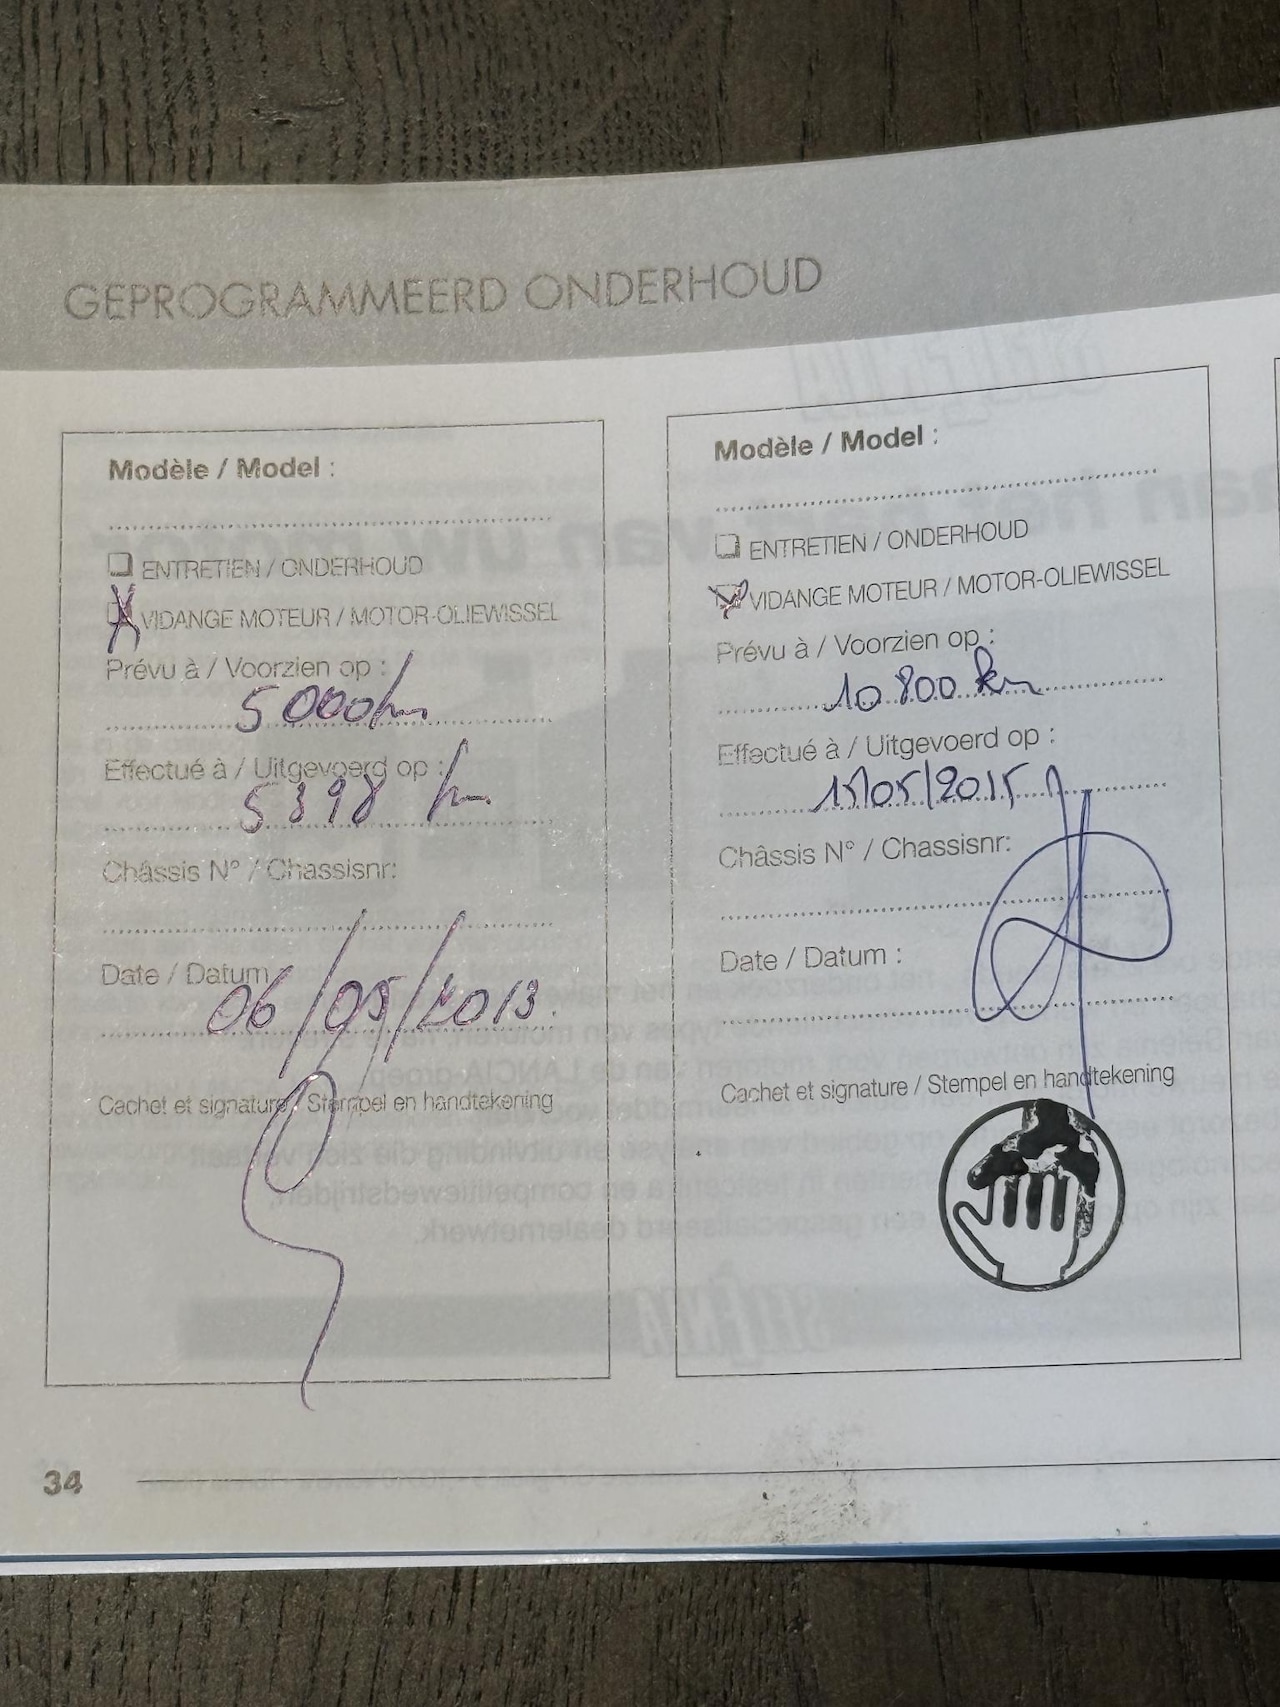 GEPROGRAMMEERD ONDERHOUD
Modèle / Model :
ENTRETIEN / ONDERHOUD
X VIDANGE MOTEUR / MOTOR-OLIEWISSEL
Prévu à / Voorzien op :
5000 km
Effectué à / Uitgevoerd op :
5398 km
Châssis N° / Chassisnr:
Date / Datum
06/05/2013
Cachet et signature / Stempel en handtekening
Modèle / Model :
ENTRETIEN / ONDERHOUD
VIDANGE MOTEUR / MOTOR-OLIEWISSEL
Prévu à / Voorzien op :
10 800 km
Effectué à / Uitgevoerd op :
15/05/2015
Châssis N° / Chassisnr:
Date / Datum :
Cachet et signature / Stempel en handtekening
34